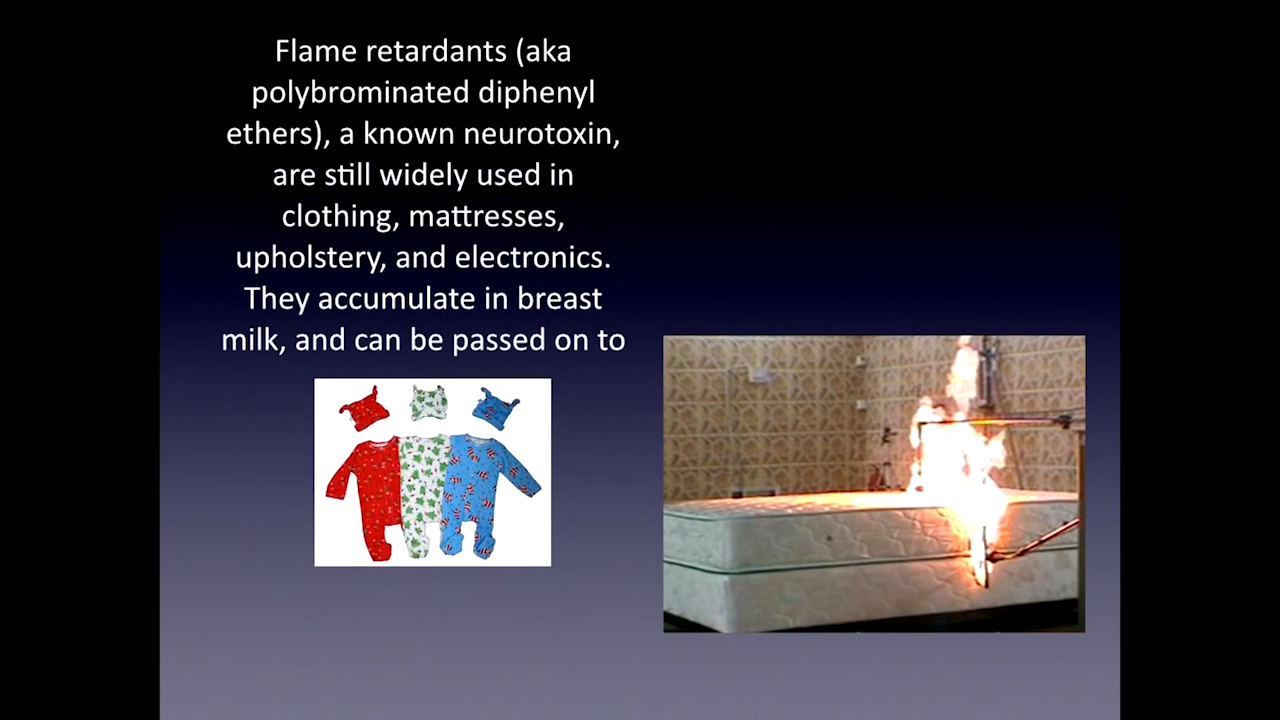 Flame retardants (aka
polybrominated diphenyl
ethers), a known neurotoxin,
are still widely used in
clothing, mattresses,
upholstery, and electronics.
They accumulate in breast
milk, and can be passed on to